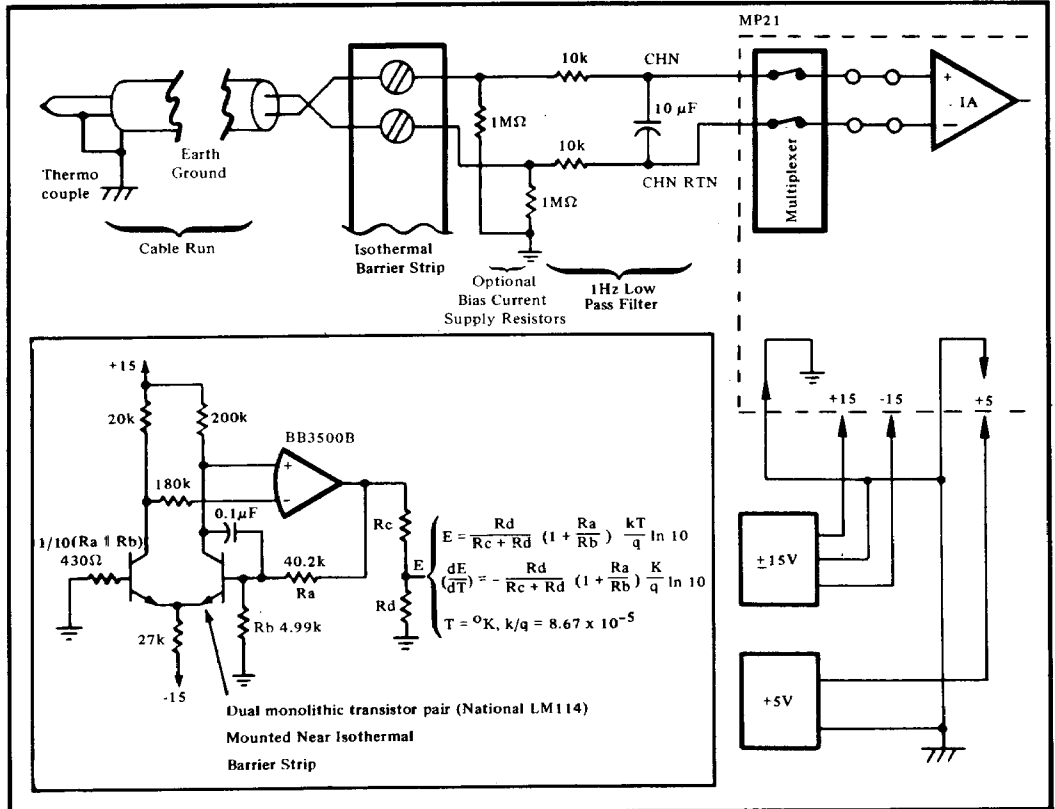 MP21
10k
CHN
10 µF
1MΩ
10k
CHN RTN
1MΩ
Multiplexer
+
IA
−
Thermo
couple
Earth
Ground
Cable Run
Isothermal
Barrier Strip
Optional
Bias Current
Supply Resistors
1Hz Low
Pass Filter
+15
20k
200k
BB3500B
+
−
180k
0.1µF
1/10(Ra ∥ Rb)
430Ω
40.2k
Ra
Rb 4.99k
27k
-15
Rc
E
Rd
E = Rd/(Rc + Rd) (1 + Ra/Rb) kT/q ln 10
(dE/dT) = - Rd/(Rc + Rd) (1 + Ra/Rb) K/q ln 10
T = °K, k/q = 8.67 x 10⁻⁵
Dual monolithic transistor pair (National LM114)
Mounted Near Isothermal
Barrier Strip
+15
-15
+5
±15V
+5V